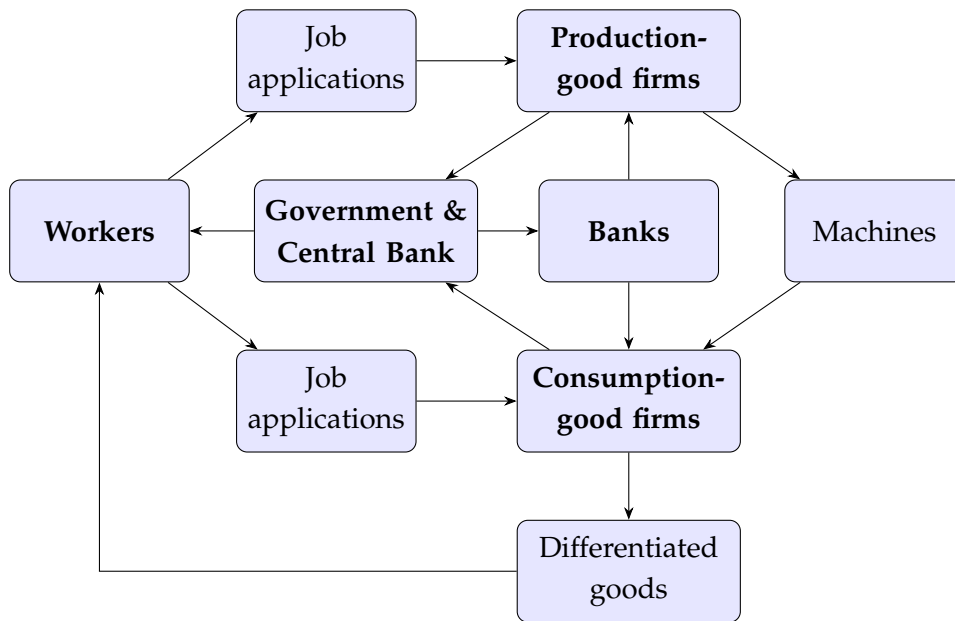 Job
applications
Production-
good firms
Workers
Government &
Central Bank
Banks
Machines
Job
applications
Consumption-
good firms
Differentiated
goods